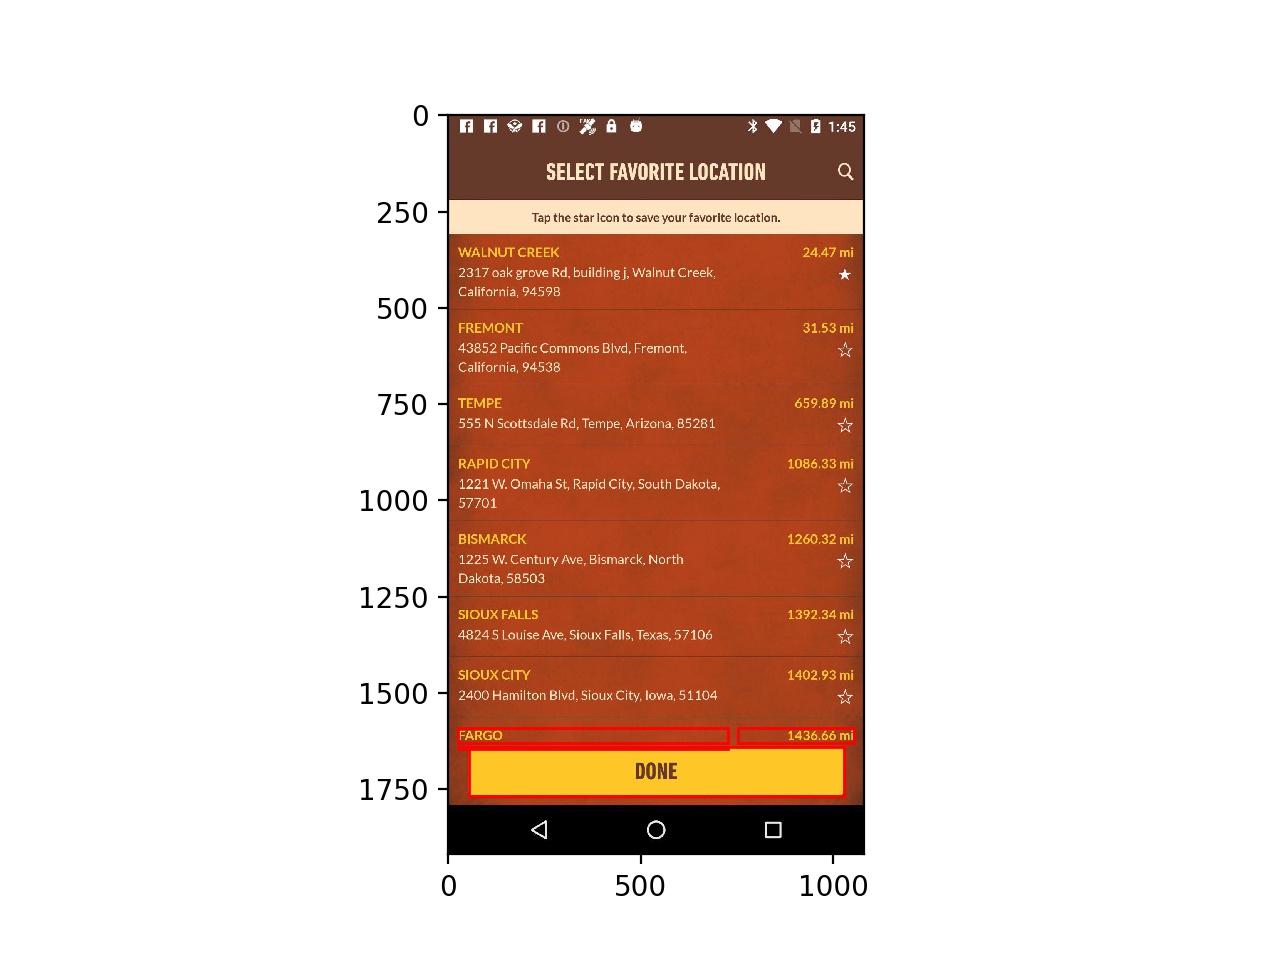 0
250
500
750
1000
1250
1500
1750
1:45
SELECT FAVORITE LOCATION
Tap the star icon to save your favorite location.
WALNUT CREEK 24.47 mi
2317 oak grove Rd, building j, Walnut Creek,
California, 94598
FREMONT 31.53 mi
43852 Pacific Commons Blvd, Fremont,
California, 94538
TEMPE 659.89 mi
555 N Scottsdale Rd, Tempe, Arizona, 85281
RAPID CITY 1086.33 mi
1221 W. Omaha St, Rapid City, South Dakota,
57701
BISMARCK 1260.32 mi
1225 W. Century Ave, Bismarck, North
Dakota, 58503
SIOUX FALLS 1392.34 mi
4824 S Louise Ave, Sioux Falls, Texas, 57106
SIOUX CITY 1402.93 mi
2400 Hamilton Blvd, Sioux City, Iowa, 51104
FARGO 1436.66 mi
DONE
0 500 1000